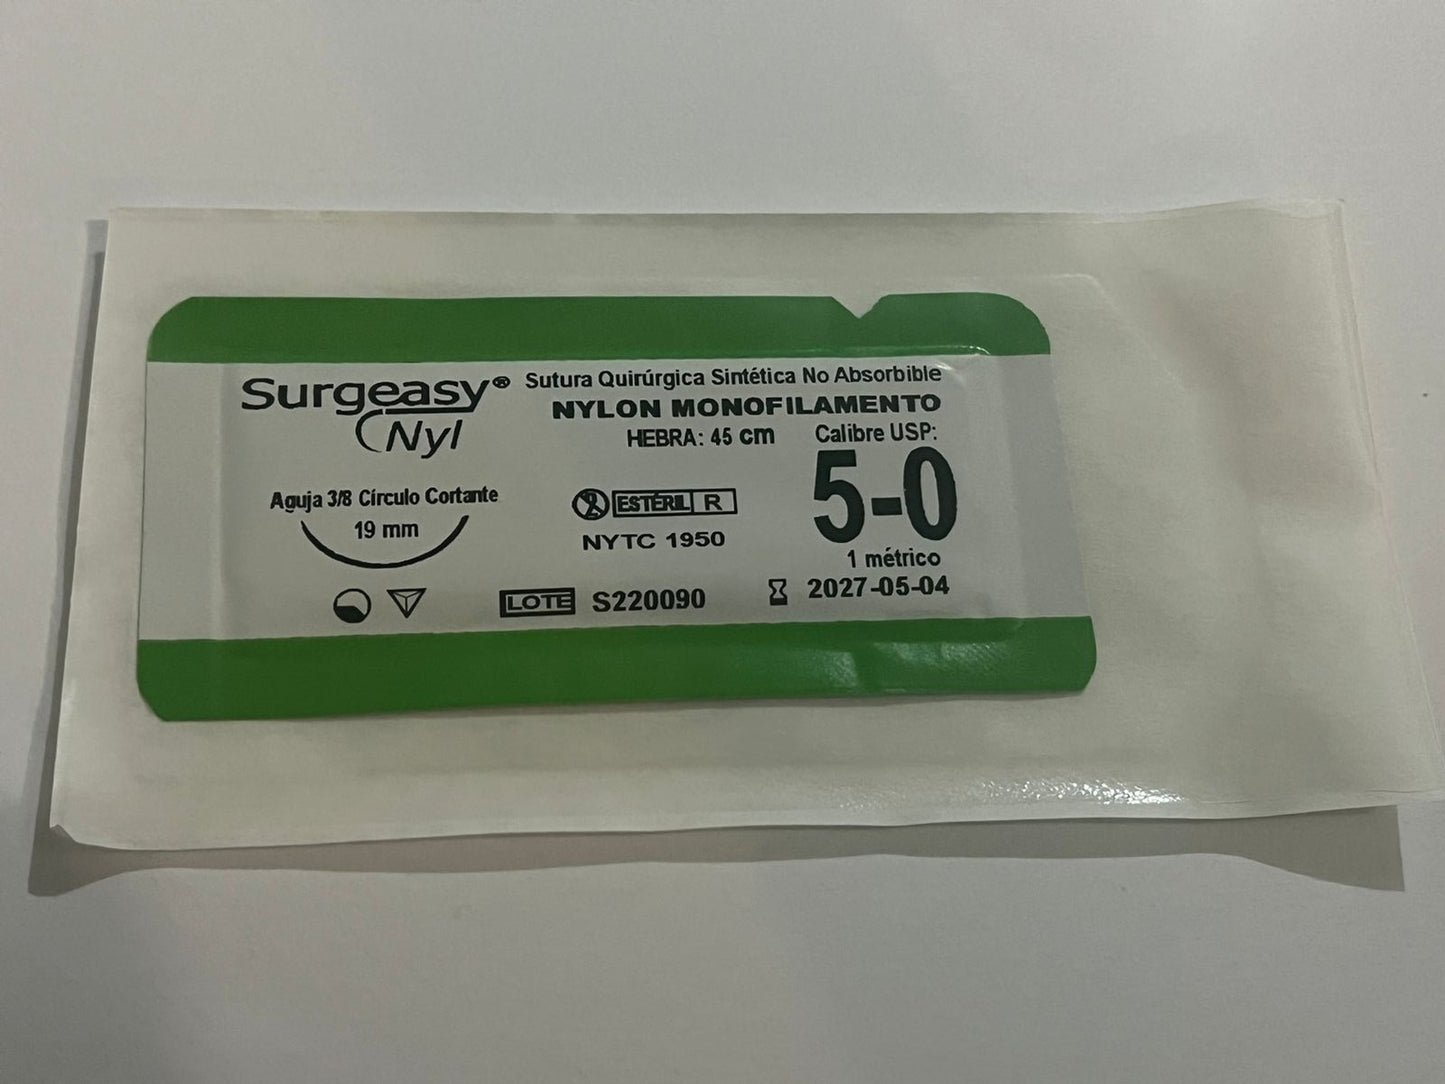 Surgeasy®
Nyl
Sutura Quirúrgica Sintética No Absorbible
NYLON MONOFILAMENTO
HEBRA: 45 cm
Calibre USP:
5-0
1 métrico
Aguja 3/8 Círculo Cortante
19 mm
2
ESTÉRIL R
NYTC 1950
LOTE S220090
2027-05-04